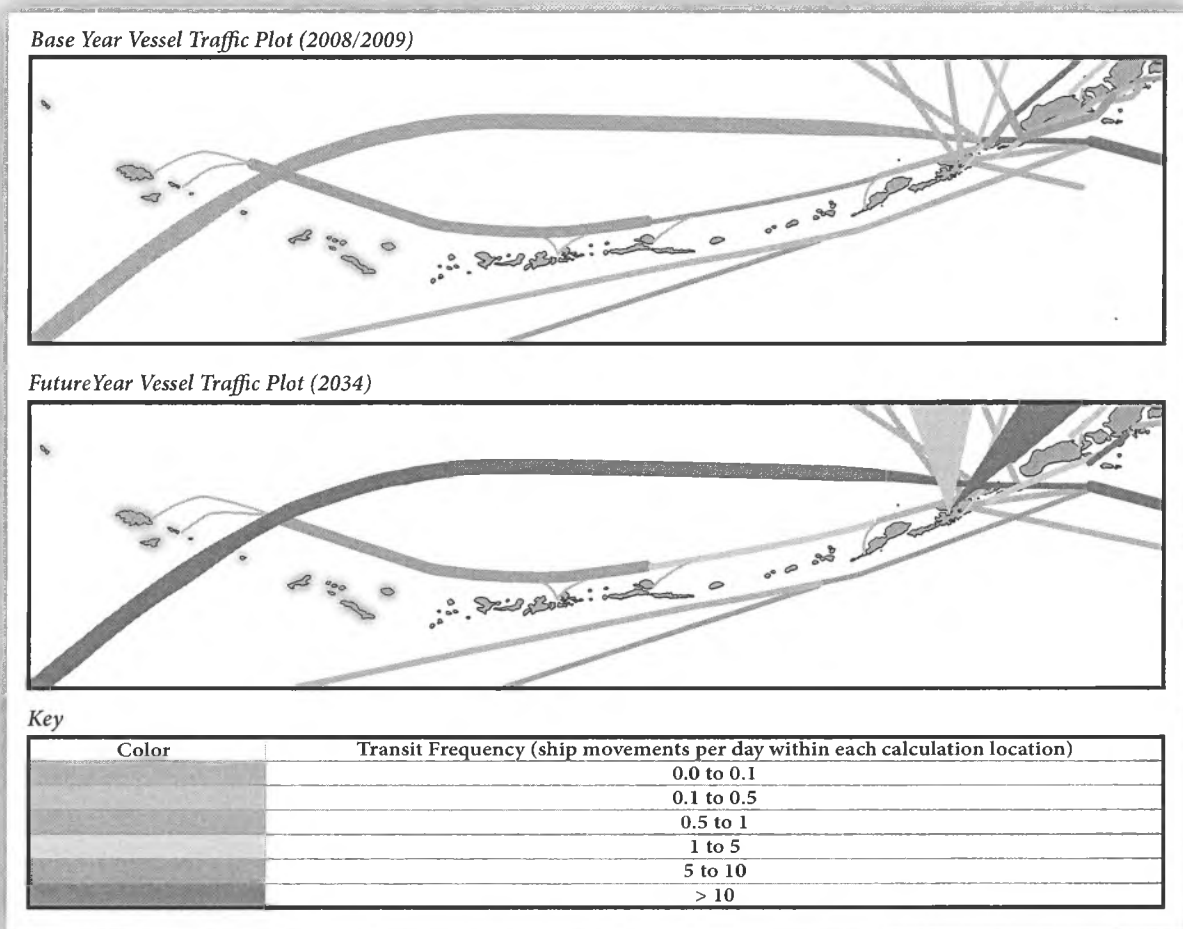 Base Year Vessel Traffic Plot (2008/2009)
FutureYear Vessel Traffic Plot (2034)
Key
Color Transit Frequency (ship movements per day within each calculation location)
0.0 to 0.1
0.1 to 0.5
0.5 to 1
1 to 5
5 to 10
> 10